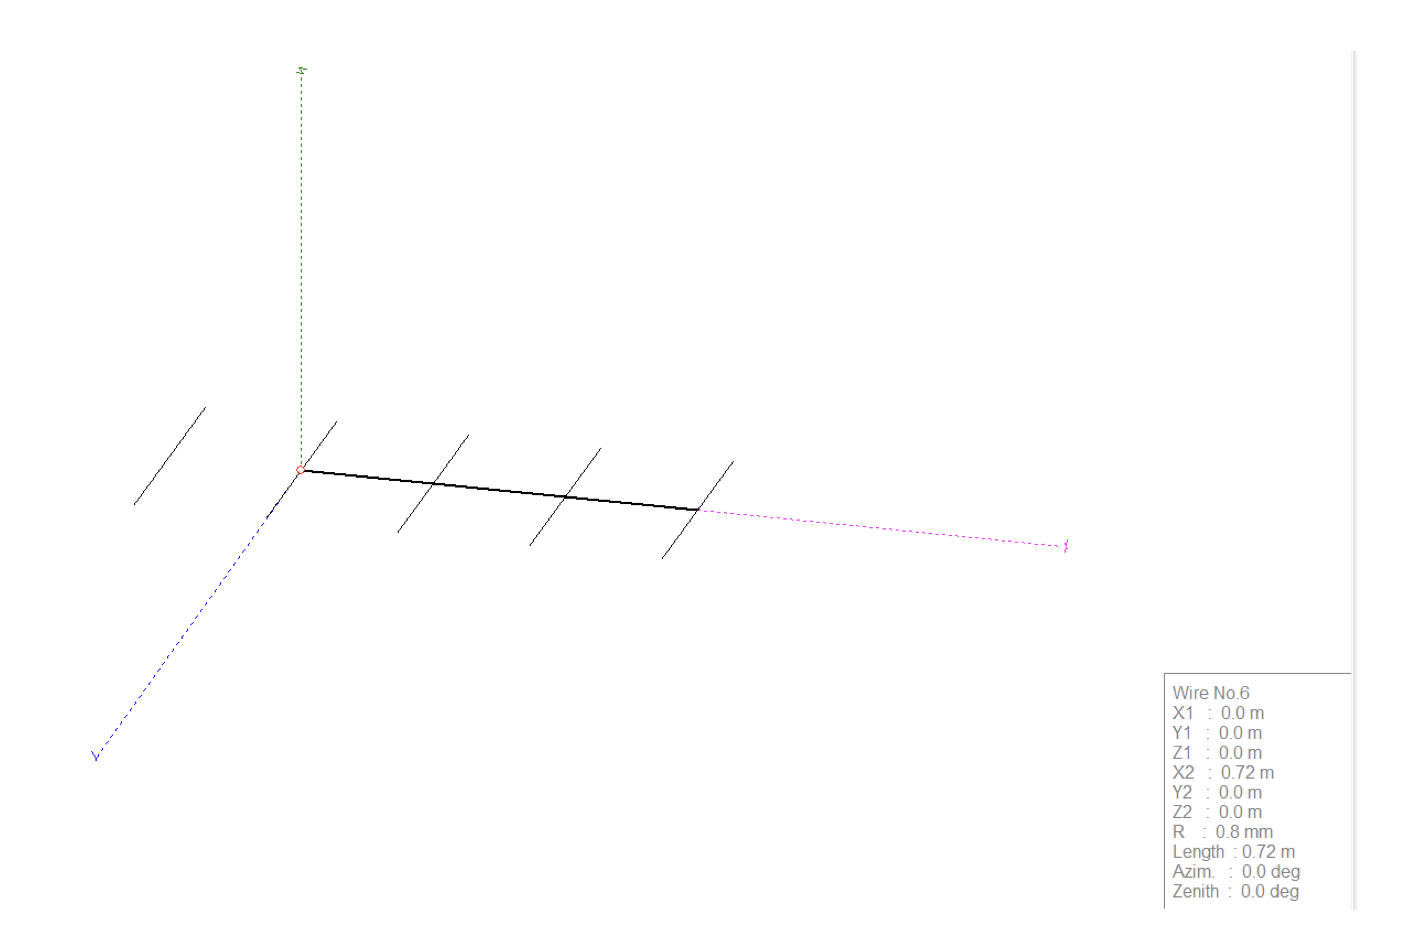 Z
Y
X
Wire No.6
X1 : 0.0 m
Y1 : 0.0 m
Z1 : 0.0 m
X2 : 0.72 m
Y2 : 0.0 m
Z2 : 0.0 m
R : 0.8 mm
Length : 0.72 m
Azim. : 0.0 deg
Zenith : 0.0 deg